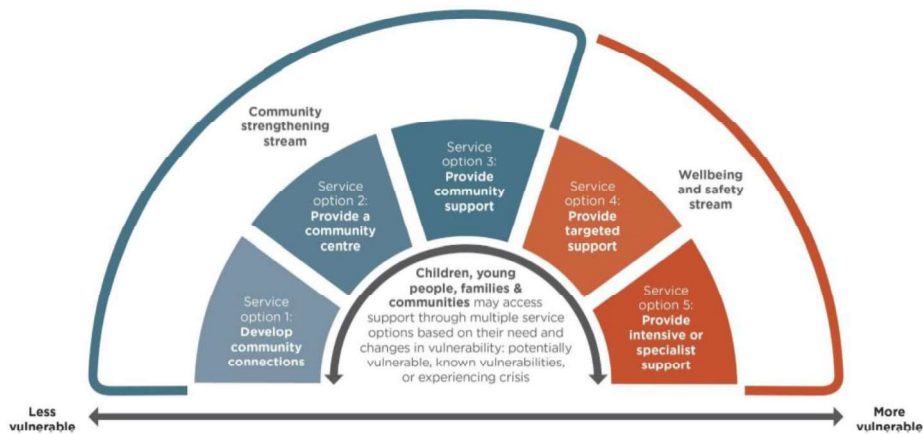 Community
strengthening
stream
Service
option 1:
Develop
community
connections
Service
option 2:
Provide a
community
centre
Service
option 3:
Provide
community
support
Service
option 4:
Provide
targeted
support
Service
option 5:
Provide
intensive or
specialist
support
Wellbeing
and safety
stream
Children, young
people, families &
communities may access
support through multiple service
options based on their need and
changes in vulnerability: potentially
vulnerable, known vulnerabilities,
or experiencing crisis
Less
vulnerable
More
vulnerable